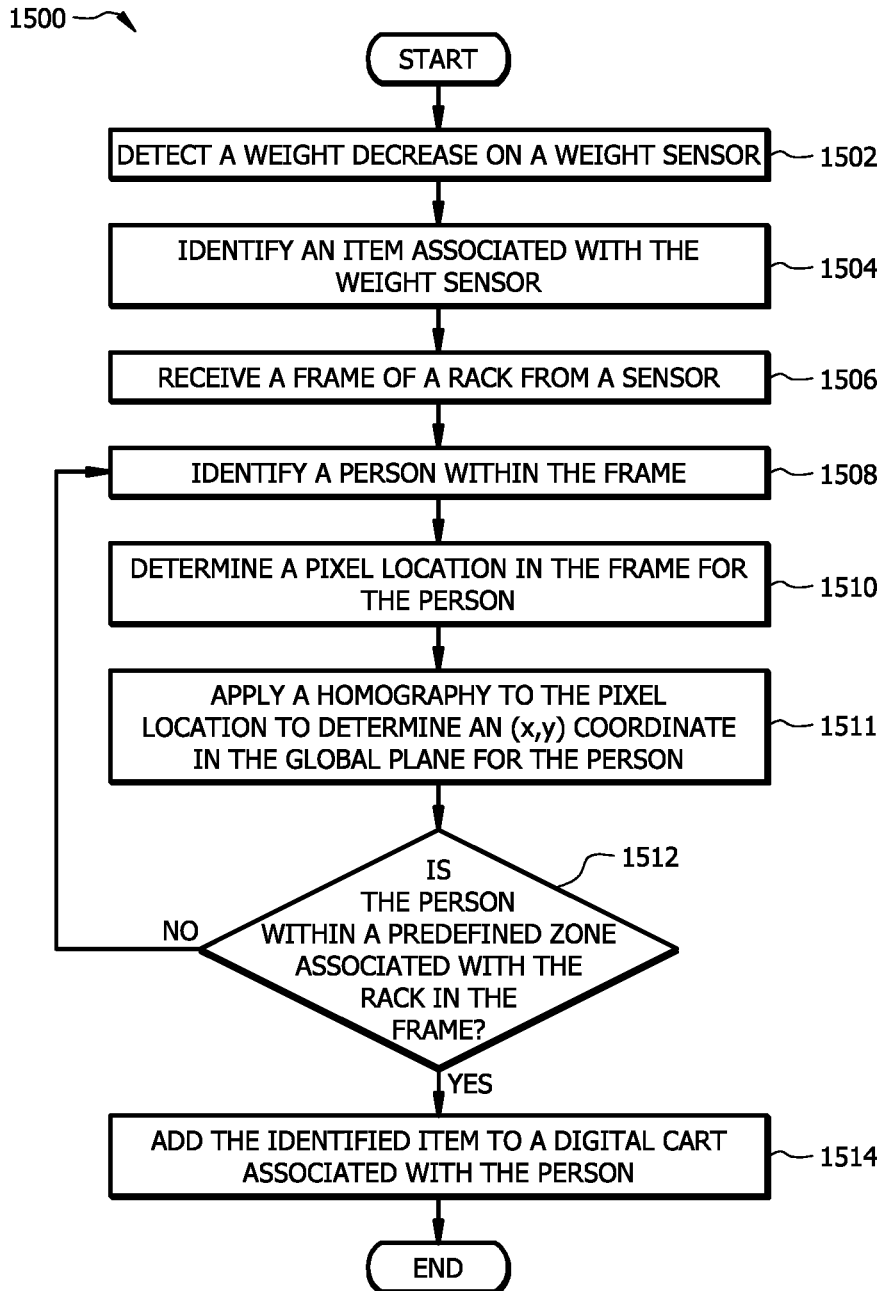 1500
START
DETECT A WEIGHT DECREASE ON A WEIGHT SENSOR
1502
IDENTIFY AN ITEM ASSOCIATED WITH THE
WEIGHT SENSOR
1504
RECEIVE A FRAME OF A RACK FROM A SENSOR
1506
IDENTIFY A PERSON WITHIN THE FRAME
1508
DETERMINE A PIXEL LOCATION IN THE FRAME FOR
THE PERSON
1510
APPLY A HOMOGRAPHY TO THE PIXEL
LOCATION TO DETERMINE AN (x,y) COORDINATE
IN THE GLOBAL PLANE FOR THE PERSON
1511
1512
IS
THE PERSON
WITHIN A PREDEFINED ZONE
ASSOCIATED WITH THE
RACK IN THE
FRAME?
NO
YES
ADD THE IDENTIFIED ITEM TO A DIGITAL CART
ASSOCIATED WITH THE PERSON
1514
END